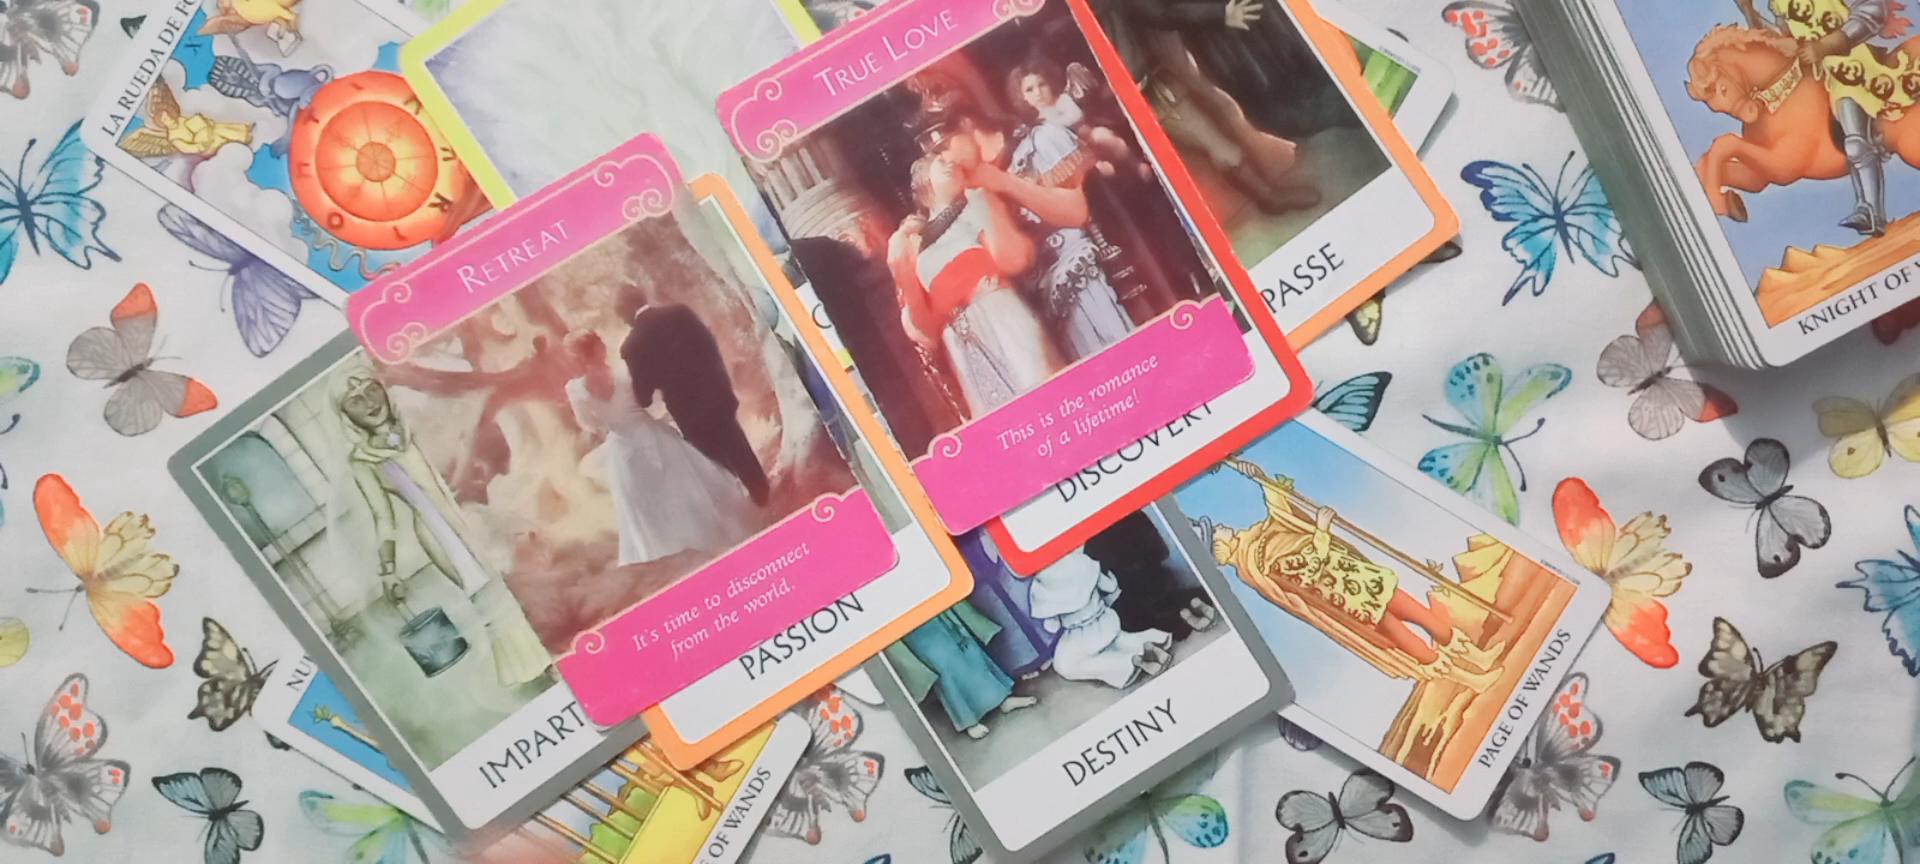 LA RUEDA DE
X
TRUE LOVE
This is the romance
of a lifetime!
DISCOVERY
PASSE
KNIGHT OF
RETREAT
It's time to disconnect
from the world.
PASSION
IMPART
DESTINY
PAGE OF WANDS
OF WANDS